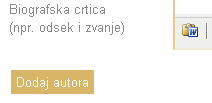 Biografska crtica
(npr. odsek i zvanje)
Dodaj autora